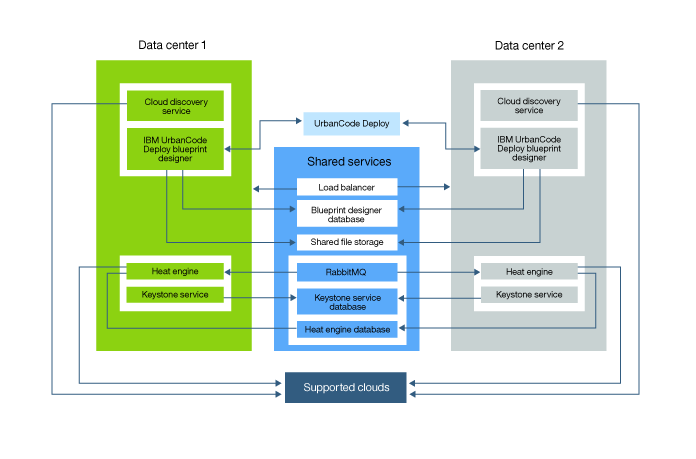 Data center 1
Data center 2
Cloud discovery
service
IBM UrbanCode
Deploy blueprint
designer
Heat engine
Keystone service
UrbanCode Deploy
Shared services
Load balancer
Blueprint designer
database
Shared file storage
RabbitMQ
Keystone service
database
Heat engine database
Cloud discovery
service
IBM UrbanCode
Deploy blueprint
designer
Heat engine
Keystone service
Supported clouds